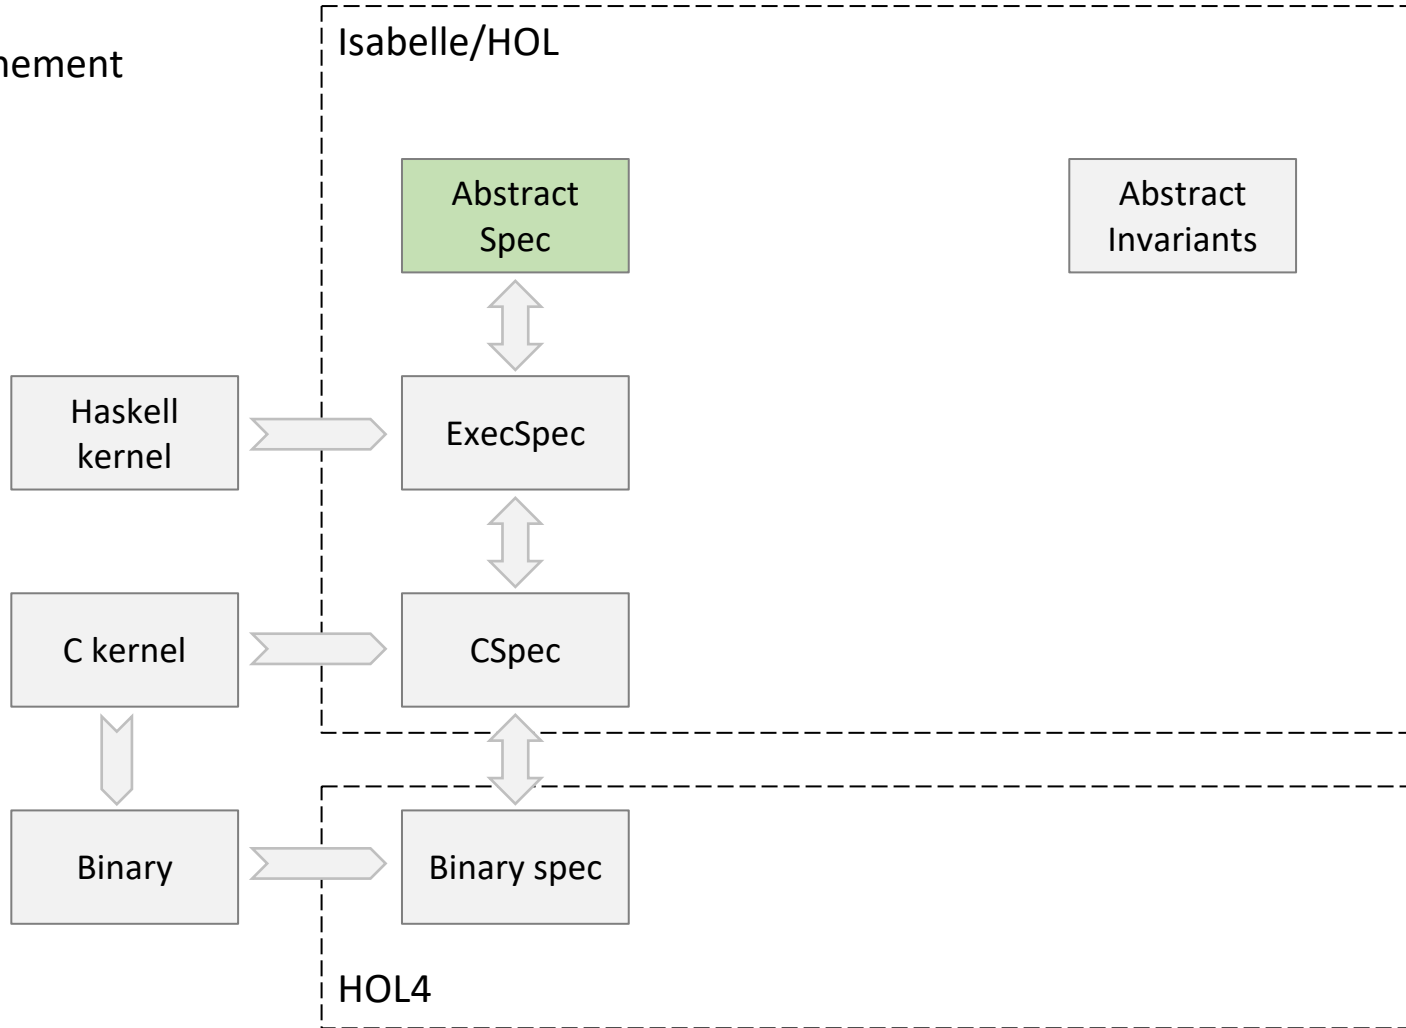 Isabelle/HOL
nement
Abstract
Spec
Abstract
Invariants
Haskell
kernel
ExecSpec
C kernel
CSpec
Binary
Binary spec
HOL4